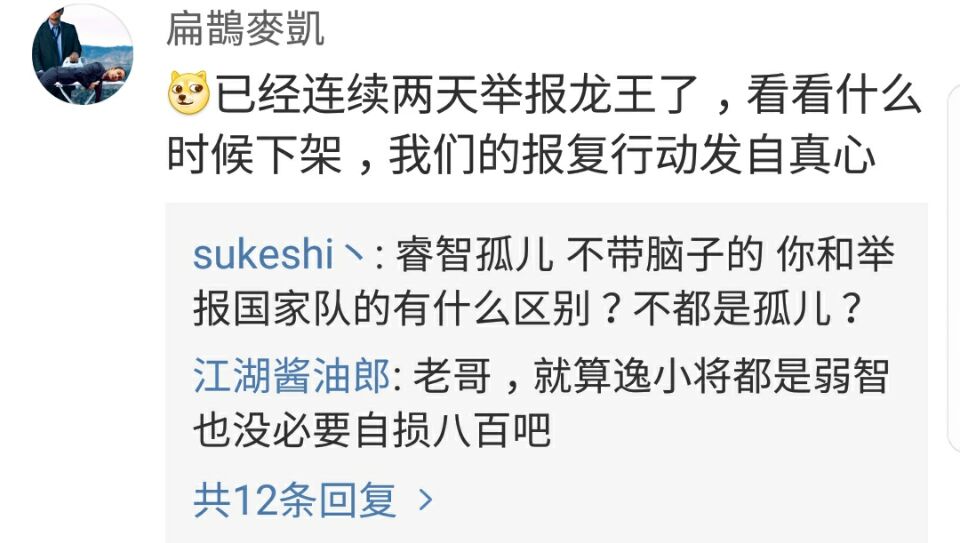 扁鵲麥凱
已经连续两天举报龙王了，看看什么
时候下架，我们的报复行动发自真心
sukeshi丶: 睿智孤儿 不带脑子的 你和举
报国家队的有什么区别？不都是孤儿？
江湖酱油郎: 老哥，就算逸小将都是弱智
也没必要自损八百吧
共12条回复 >